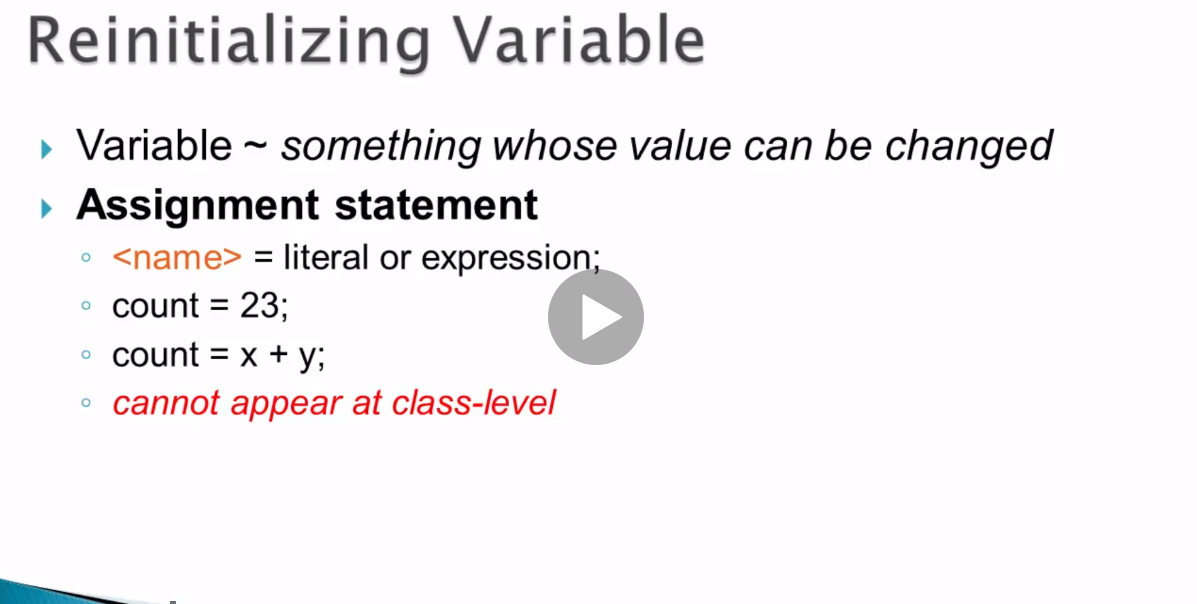 Reinitializing Variable
Variable ~ something whose value can be changed
Assignment statement
<name> = literal or expression;
count = 23;
count = x + y;
cannot appear at class-level